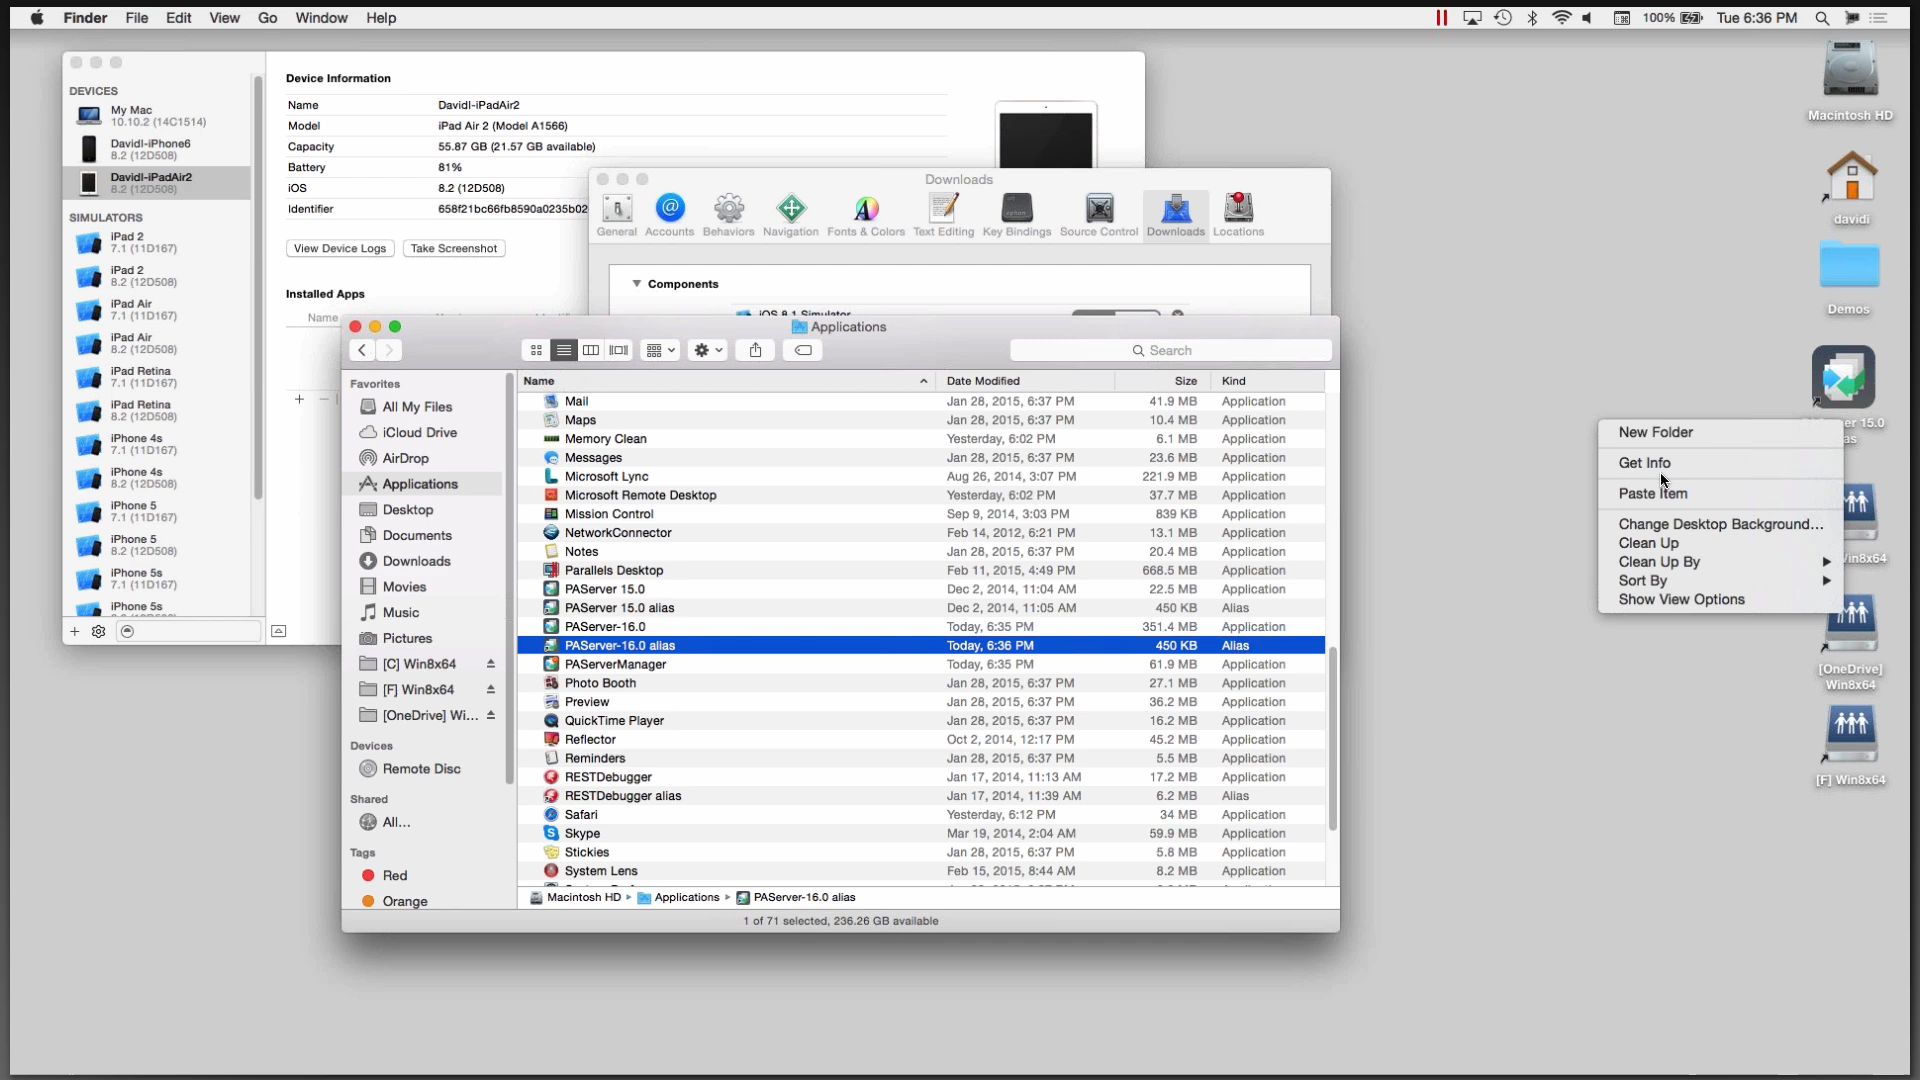 Finder File Edit View Go Window Help
100% Tue 6:36 PM
DEVICES
My Mac
10.10.2 (14C1514)
DavidI-iPhone6
8.2 (12D508)
DavidI-iPadAir2
8.2 (12D508)
SIMULATORS
iPad 2
7.1 (11D167)
iPad 2
8.2 (12D508)
iPad Air
7.1 (11D167)
iPad Air
8.2 (12D508)
iPad Retina
7.1 (11D167)
iPad Retina
8.2 (12D508)
iPhone 4s
7.1 (11D167)
iPhone 4s
8.2 (12D508)
iPhone 5
7.1 (11D167)
iPhone 5
8.2 (12D508)
iPhone 5s
7.1 (11D167)
iPhone 5s
Device Information
Name DavidI-iPadAir2
Model iPad Air 2 (Model A1566)
Capacity 55.87 GB (21.57 GB available)
Battery 81%
iOS 8.2 (12D508)
Identifier 658f21bc66fb8590a0235b02
View Device Logs Take Screenshot
Installed Apps
Name
Downloads
General Accounts Behaviors Navigation Fonts & Colors Text Editing Key Bindings Source Control Downloads Locations
Components
iOS 8.1 Simulator
Applications
Search
Favorites
All My Files
iCloud Drive
AirDrop
Applications
Desktop
Documents
Downloads
Movies
Music
Pictures
[C] Win8x64
[F] Win8x64
[OneDrive] Wi...
Devices
Remote Disc
Shared
All...
Tags
Red
Orange
Name Date Modified Size Kind
Mail Jan 28, 2015, 6:37 PM 41.9 MB Application
Maps Jan 28, 2015, 6:37 PM 10.4 MB Application
Memory Clean Yesterday, 6:02 PM 6.1 MB Application
Messages Jan 28, 2015, 6:37 PM 23.6 MB Application
Microsoft Lync Aug 26, 2014, 3:07 PM 221.9 MB Application
Microsoft Remote Desktop Yesterday, 6:02 PM 37.7 MB Application
Mission Control Sep 9, 2014, 3:03 PM 839 KB Application
NetworkConnector Feb 14, 2012, 6:21 PM 13.1 MB Application
Notes Jan 28, 2015, 6:37 PM 20.4 MB Application
Parallels Desktop Feb 11, 2015, 4:49 PM 668.5 MB Application
PAServer 15.0 Dec 2, 2014, 11:04 AM 22.5 MB Application
PAServer 15.0 alias Dec 2, 2014, 11:05 AM 450 KB Alias
PAServer-16.0 Today, 6:35 PM 351.4 MB Application
PAServer-16.0 alias Today, 6:36 PM 450 KB Alias
PAServerManager Today, 6:35 PM 61.9 MB Application
Photo Booth Jan 28, 2015, 6:37 PM 27.1 MB Application
Preview Jan 28, 2015, 6:37 PM 36.2 MB Application
QuickTime Player Jan 28, 2015, 6:37 PM 16.2 MB Application
Reflector Oct 2, 2014, 12:17 PM 45.2 MB Application
Reminders Jan 28, 2015, 6:37 PM 5.5 MB Application
RESTDebugger Jan 17, 2014, 11:13 AM 17.2 MB Application
RESTDebugger alias Jan 17, 2014, 11:39 AM 6.2 MB Alias
Safari Yesterday, 6:12 PM 34 MB Application
Skype Mar 19, 2014, 2:04 AM 59.9 MB Application
Stickies Jan 28, 2015, 6:37 PM 5.8 MB Application
System Lens Feb 15, 2015, 8:44 AM 8.2 MB Application
Macintosh HD Applications PAServer-16.0 alias
1 of 71 selected, 236.26 GB available
New Folder
Get Info
Paste Item
Change Desktop Background...
Clean Up
Clean Up By
Sort By
Show View Options
Macintosh HD
davidi
Demos
15.0
[OneDrive]
Win8x64
[F] Win8x64